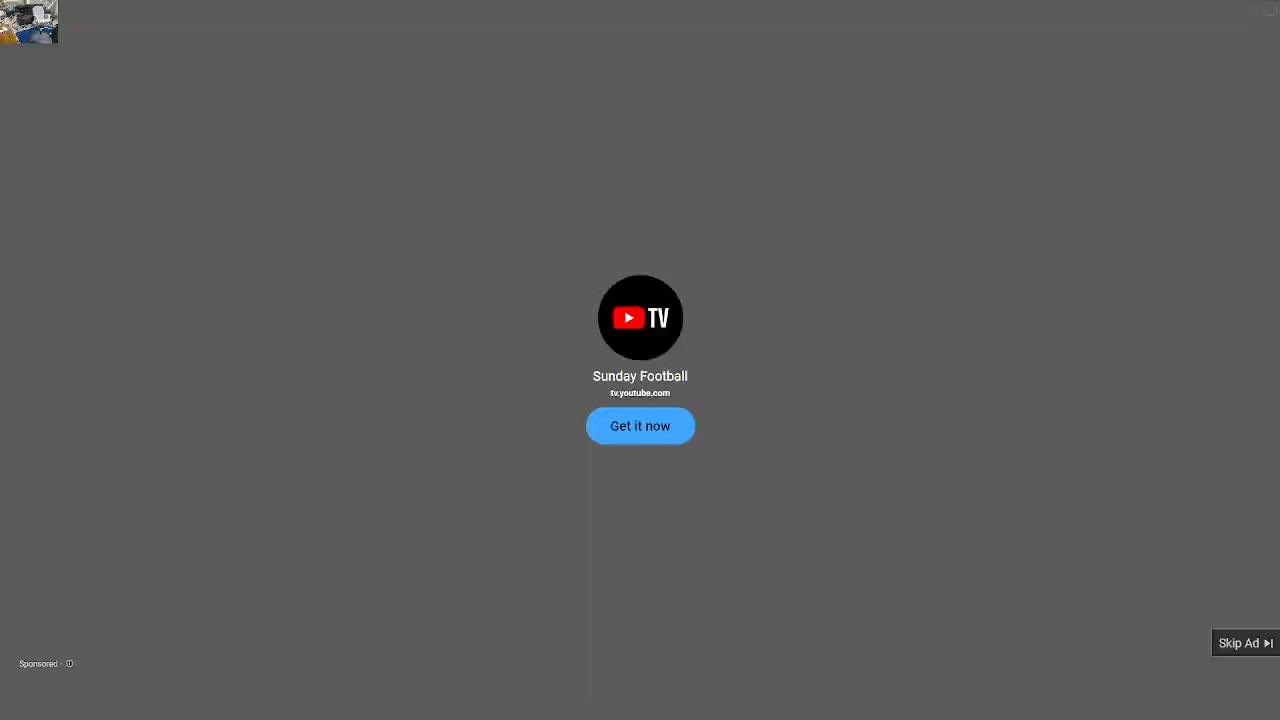 TV
Sunday Football
tv.youtube.com
Get it now
Skip Ad
Sponsored ·